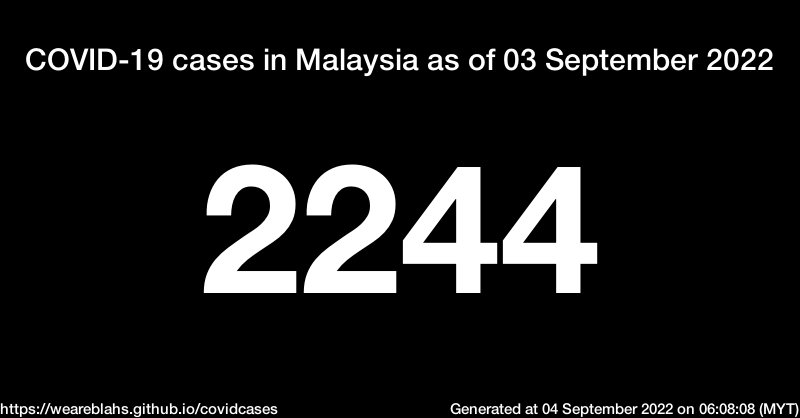 COVID-19 cases in Malaysia as of 03 September 2022
2244
https://weareblahs.github.io/covidcases
Generated at 04 September 2022 on 06:08:08 (MYT)